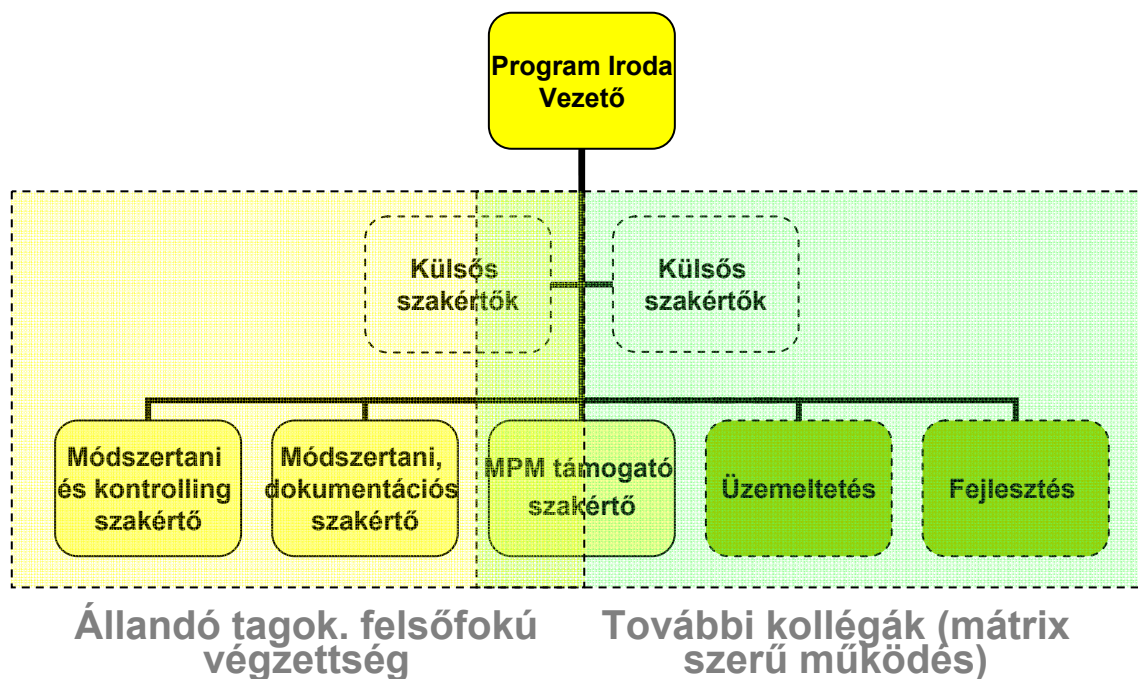 Program Iroda
Vezető
Külsős
szakértők
Külsős
szakértők
Módszertani
és kontrolling
szakértő
Módszertani,
dokumentációs
szakértő
MPM támogató
szakértő
Üzemeltetés
Fejlesztés
Állandó tagok. felsőfokú
végzettség
További kollégák (mátrix
szerű működés)